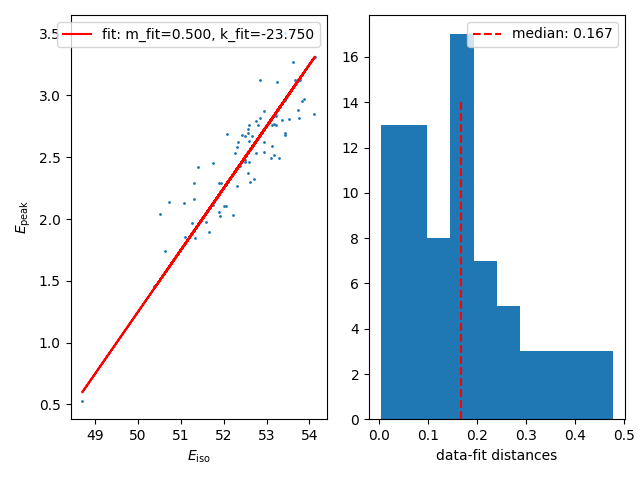 fit: m_fit=0.500, k_fit=-23.750
3.5
3.0
2.5
2.0
1.5
1.0
0.5
E_peak
49 50 51 52 53 54
E_iso
median: 0.167
16
14
12
10
8
6
4
2
0
0.0 0.1 0.2 0.3 0.4 0.5
data-fit distances